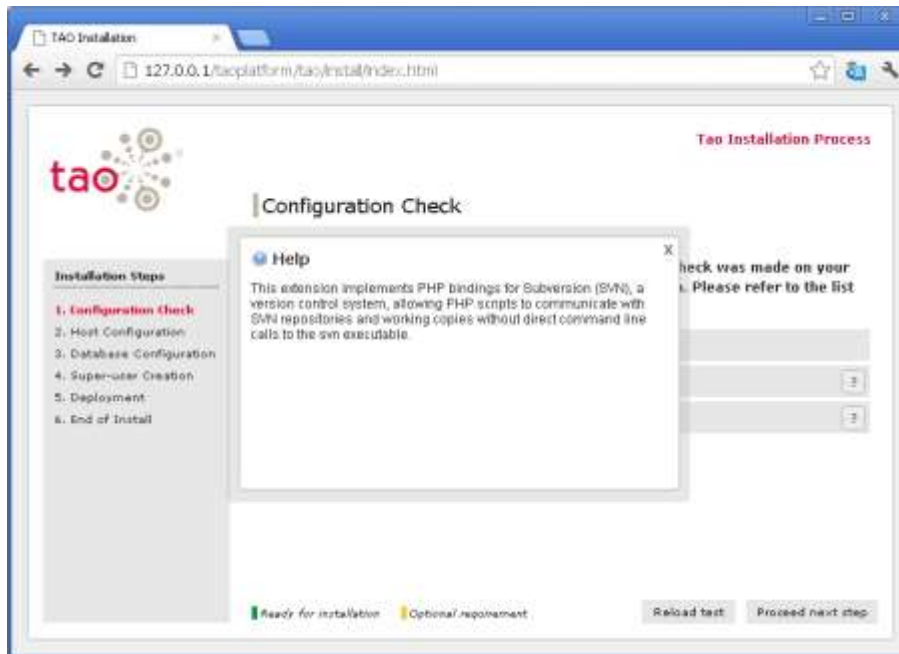 TAO Installation
127.0.0.1/taoplatform/tao/install/index.html
tao
Tao Installation Process
Configuration Check
Help
X
This extension implements PHP bindings for Subversion (SVN), a
version control system, allowing PHP scripts to communicate with
SVN repositories and working copies without direct command line
calls to the svn executable.
heck was made on your
. Please refer to the list
Installation Steps
1. Configuration Check
2. Host Configuration
3. Database Configuration
4. Super-user Creation
5. Deployment
6. End of Install
?
?
Ready for installation
Optional requirement
Reload test
Proceed next step